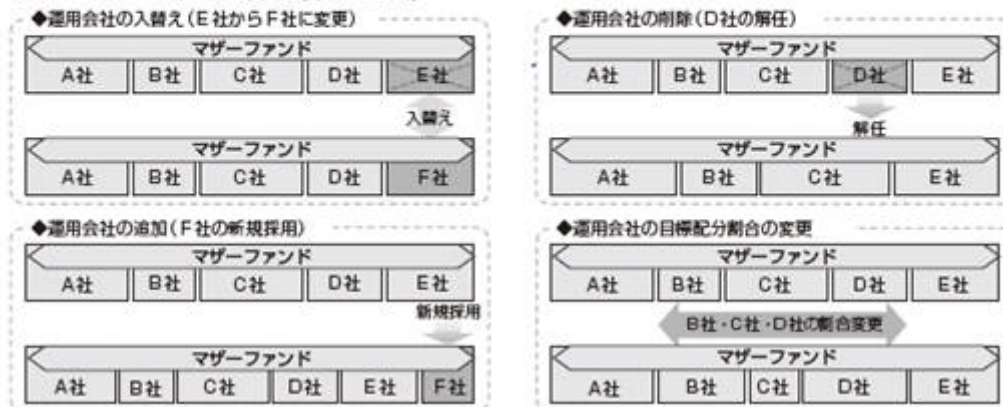 ◆運用会社の入替え(E社からF社に変更)
マザーファンド
A社 B社 C社 D社 E社
入替え
マザーファンド
A社 B社 C社 D社 F社
◆運用会社の削除(D社の解任)
マザーファンド
A社 B社 C社 D社 E社
解任
マザーファンド
A社 B社 C社 E社
◆運用会社の追加(F社の新規採用)
マザーファンド
A社 B社 C社 D社 E社
新規採用
マザーファンド
A社 B社 C社 D社 E社 F社
◆運用会社の目標配分割合の変更
マザーファンド
A社 B社 C社 D社 E社
B社・C社・D社の割合変更
マザーファンド
A社 B社 C社 D社 E社